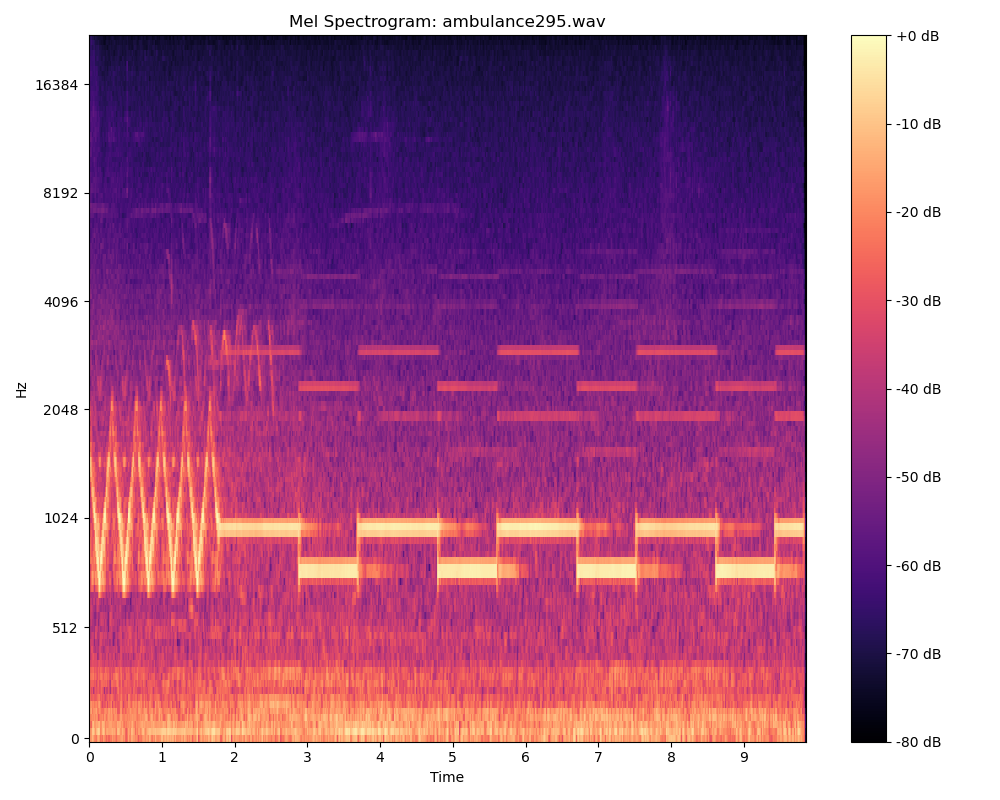 Mel Spectrogram: ambulance295.wav
+0 dB
16384
-10 dB
8192
-20 dB
4096
-30 dB
Hz
2048
-40 dB
1024
-50 dB
512
-60 dB
-70 dB
0
-80 dB
0 1 2 3 4 5 6 7 8 9
Time